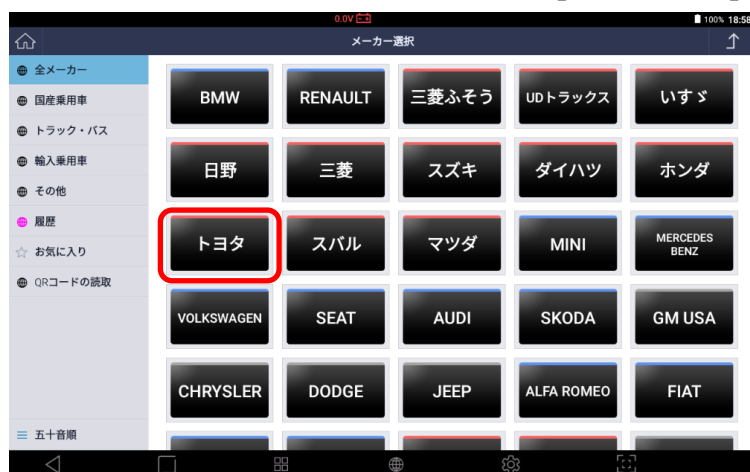 0.0V
100% 18:58
メーカー選択
全メーカー
国産乗用車
トラック・バス
輸入乗用車
その他
履歴
お気に入り
QRコードの読取
五十音順
BMW
RENAULT
三菱ふそう
UDトラックス
いすゞ
日野
三菱
スズキ
ダイハツ
ホンダ
トヨタ
スバル
マツダ
MINI
MERCEDES
BENZ
VOLKSWAGEN
SEAT
AUDI
SKODA
GM USA
CHRYSLER
DODGE
JEEP
ALFA ROMEO
FIAT